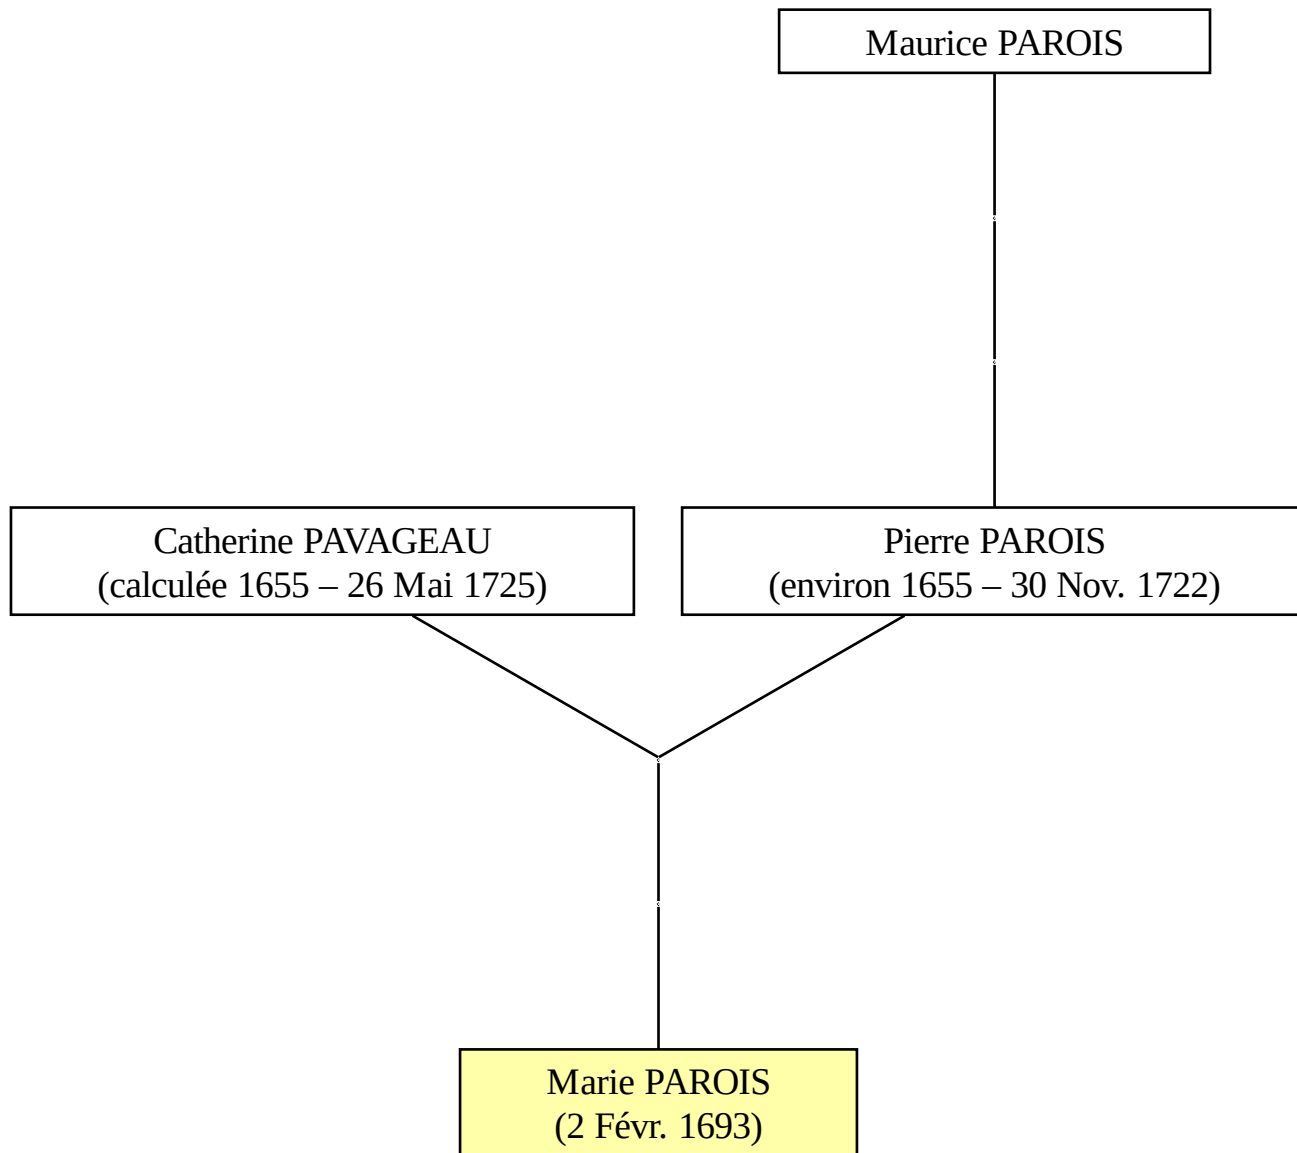 Maurice PAROIS
Catherine PAVAGEAU
(calculée 1655 – 26 Mai 1725)
Pierre PAROIS
(environ 1655 – 30 Nov. 1722)
Marie PAROIS
(2 Févr. 1693)